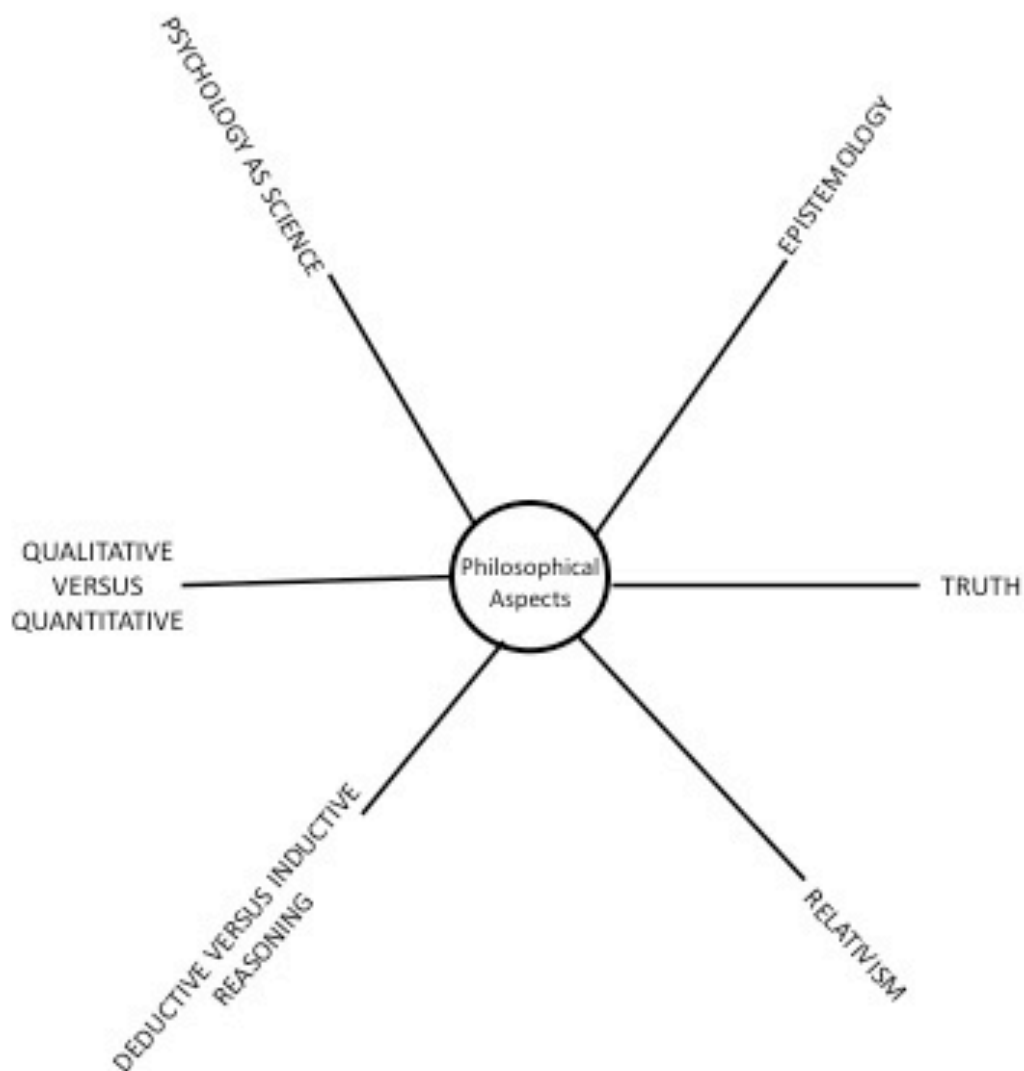 PSYCHOLOGY AS SCIENCE
EPISTEMOLOGY
QUALITATIVE
VERSUS
QUANTITATIVE
Philosophical
Aspects
TRUTH
DEDUCTIVE VERSUS INDUCTIVE
REASONING
RELATIVISM